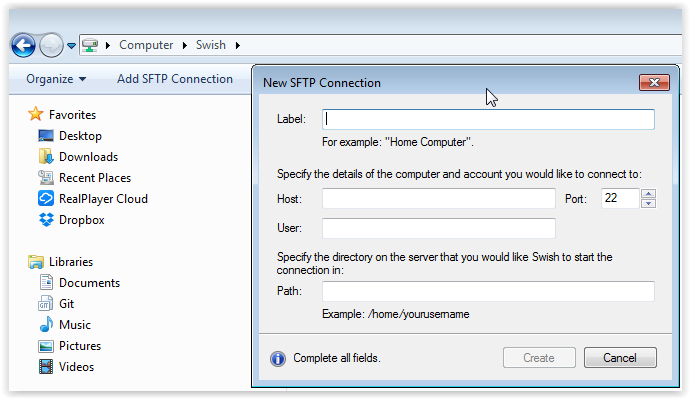 Computer Swish
Organize Add SFTP Connection
New SFTP Connection
Favorites
Desktop
Downloads
Recent Places
RealPlayer Cloud
Dropbox
Libraries
Documents
Git
Music
Pictures
Videos
Label:
For example: "Home Computer".
Specify the details of the computer and account you would like to connect to:
Host: Port: 22
User:
Specify the directory on the server that you would like Swish to start the
connection in:
Path:
Example: /home/yourusername
Complete all fields. Create Cancel